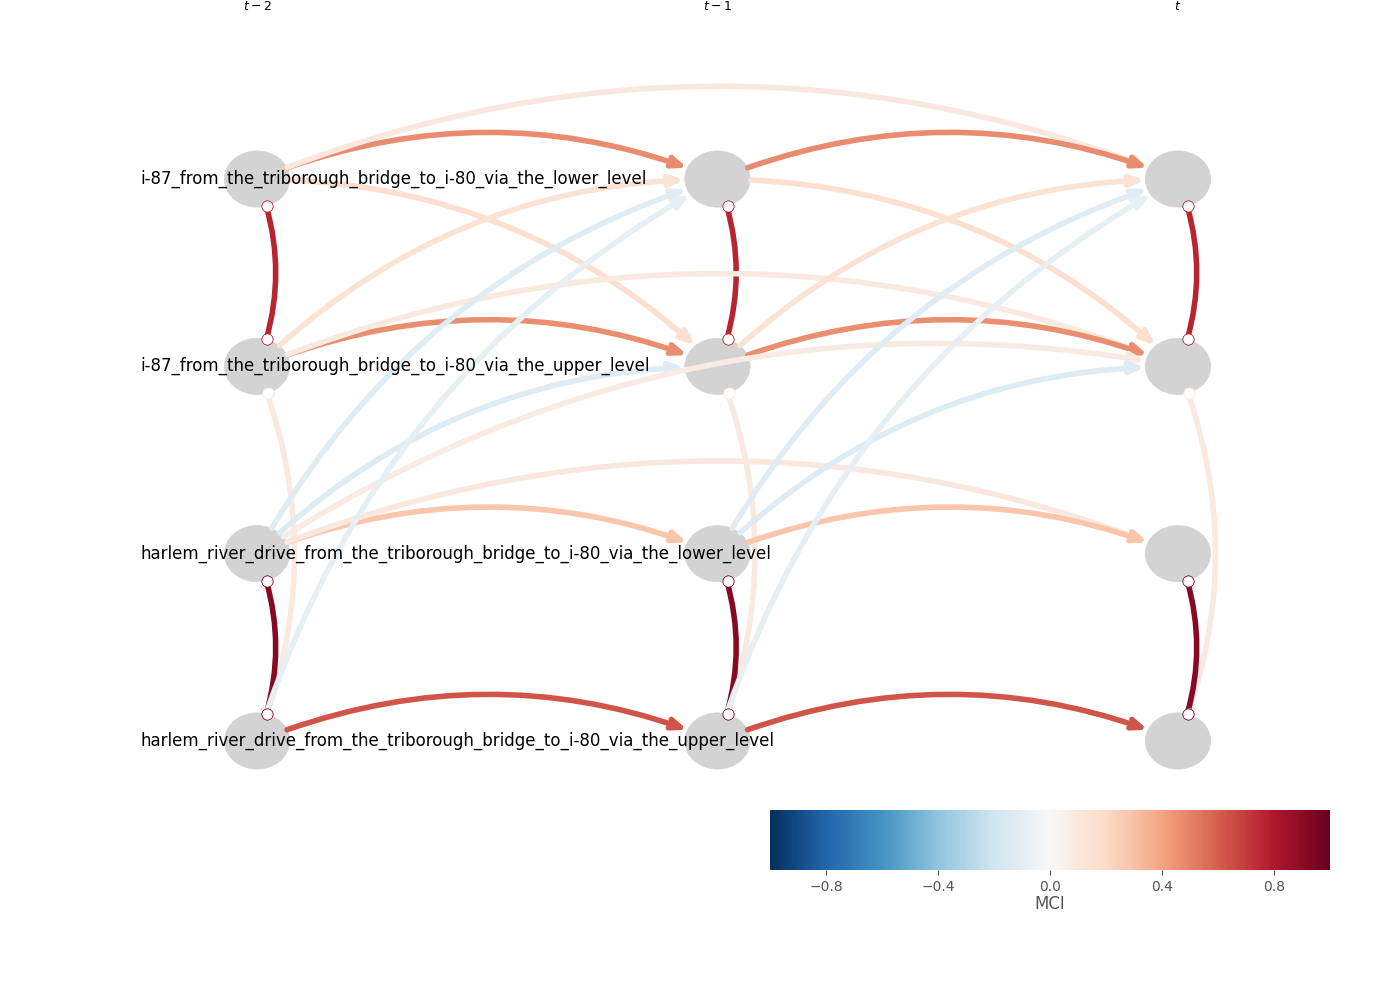 t − 2
t − 1
t
i-87_from_the_triborough_bridge_to_i-80_via_the_lower_level
i-87_from_the_triborough_bridge_to_i-80_via_the_upper_level
harlem_river_drive_from_the_triborough_bridge_to_i-80_via_the_lower_level
harlem_river_drive_from_the_triborough_bridge_to_i-80_via_the_upper_level
−0.8
−0.4
0.0
0.4
0.8
MCI